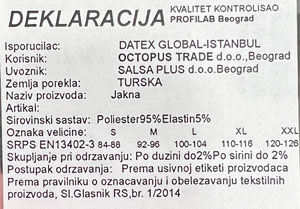 DEKLARACIJA KVALITET KONTROLISAO
PROFILAB Beograd
Isporucilac: DATEX GLOBAL-ISTANBUL
Korisnik: OCTOPUS TRADE d.o.o.,Beograd
Uvoznik: SALSA PLUS d.o.o.Beograd
Zemlja porekla: TURSKA
Naziv proizvoda: Jakna
Artikal:
Sirovinski sastav: Poliester95%Elastin5%
Oznaka velicine: S M L XL XXL
SRPS EN13402-3 84-88 92-96 100-104 110-116 120-126
Skupljanje pri odrzavanju: Po duzini do2%Po sirini do 2%
Postupak odrzavanja: Prema usivnoj etiketi proizvodaca
Prema pravilniku o oznacavanju i obelezavanju tekstilnih
proizvoda, Sl.Glasnik RS,br. 1/2014